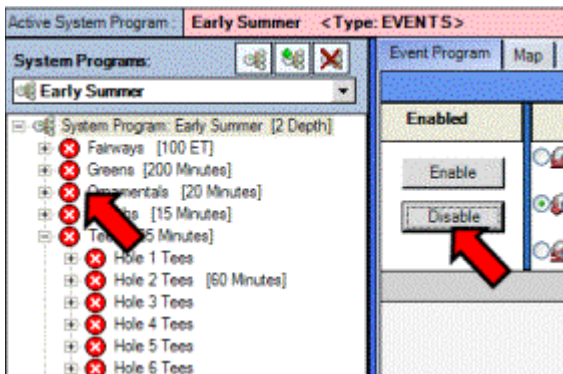 Active System Program: Early Summer <Type: EVENTS>
System Programs:
Early Summer
System Program: Early Summer [2 Depth]
Fairways [100 ET]
Greens [200 Minutes]
Ornamentals [20 Minutes]
[15 Minutes]
Hole 1 Tees
Hole 2 Tees [60 Minutes]
Hole 3 Tees
Hole 4 Tees
Hole 5 Tees
Hole 6 Tees
Event Program Map
Enabled
Enable
Disable